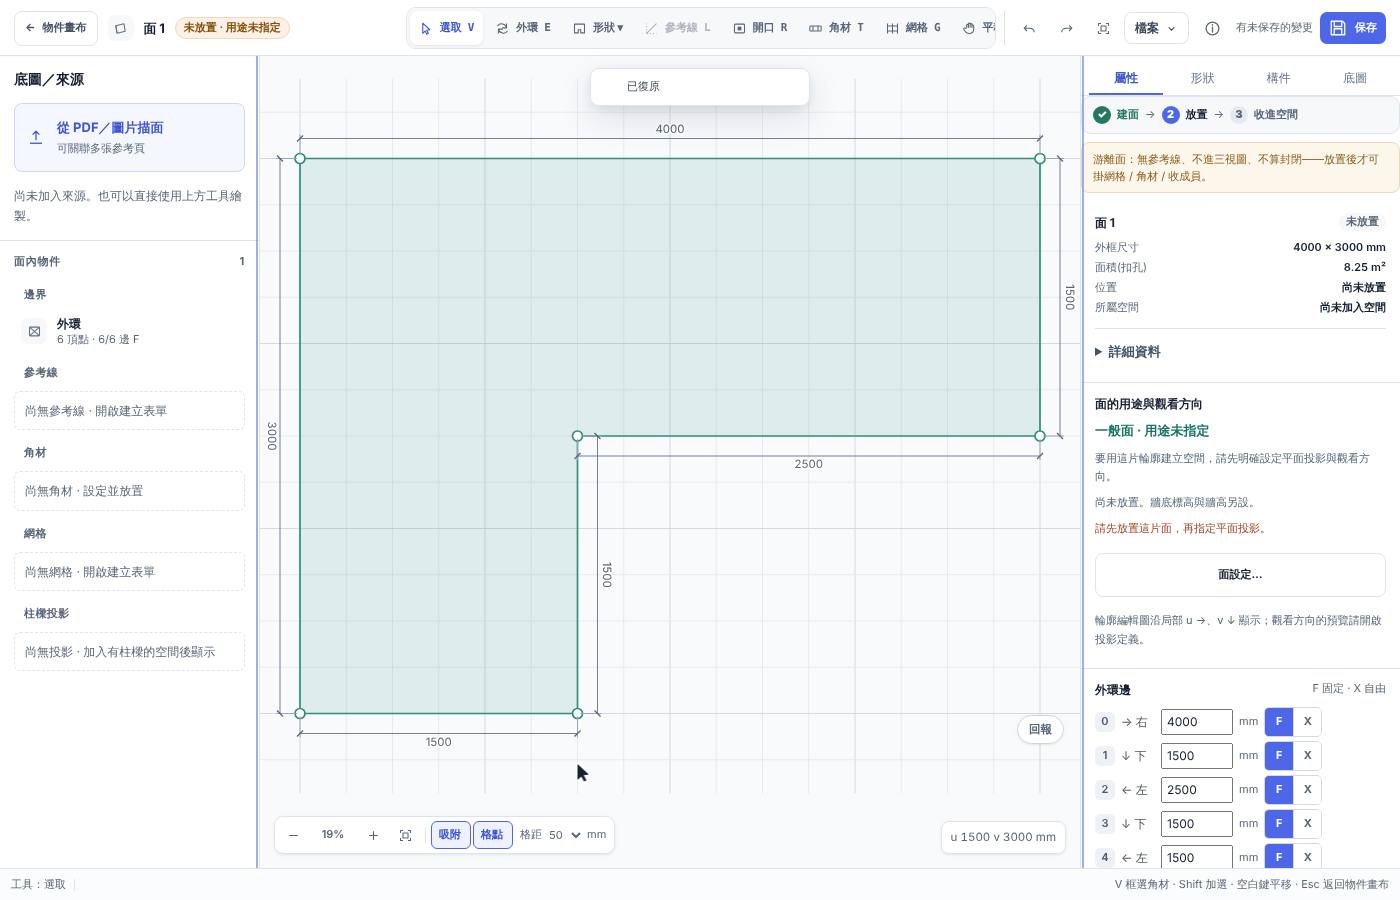 ← 物件畫布
面 1
未放置 · 用途未指定
選取 V
外環 E
形狀▾
參考線 L
開口 R
角材 T
網格 G
檔案
有未保存的變更
保存
底圖／來源
從 PDF／圖片描面
可關聯多張參考頁
尚未加入來源。也可以直接使用上方工具繪
製。
面內物件 1
邊界
外環
6 頂點 · 6/6 邊 F
參考線
尚無參考線 · 開啟建立表單
角材
尚無角材 · 設定並放置
網格
尚無網格 · 開啟建立表單
柱樑投影
尚無投影 · 加入有柱樑的空間後顯示
已復原
4000
1500
3000
2500
1500
1500
回報
− 19% +
吸附
格點
格距 50 mm
u 1500 v 3000 mm
屬性
形狀
構件
底圖
建面 → 2 放置 → 3 收進空間
游離面：無參考線、不進三視圖、不算封閉——放置後才可
掛網格 / 角材 / 收成員。
面 1 未放置
外框尺寸 4000 × 3000 mm
面積(扣孔) 8.25 m²
位置 尚未放置
所屬空間 尚未加入空間
▶ 詳細資料
面的用途與觀看方向
一般面 · 用途未指定
要用這片輪廓建立空間，請先明確設定平面投影與觀看方
向。
尚未放置。牆底標高與牆高另設。
請先放置這片面，再指定平面投影。
面設定...
輪廓編輯圖沿局部 u →、v ↓ 顯示；觀看方向的預覽請開啟
投影定義。
外環邊 F 固定 · X 自由
0 → 右 4000 mm F X
1 ↓ 下 1500 mm F X
2 ← 左 2500 mm F X
3 ↓ 下 1500 mm F X
4 ← 左 1500 mm F X
工具：選取
V 框選角材 · Shift 加選 · 空白鍵平移 · Esc 返回物件畫布